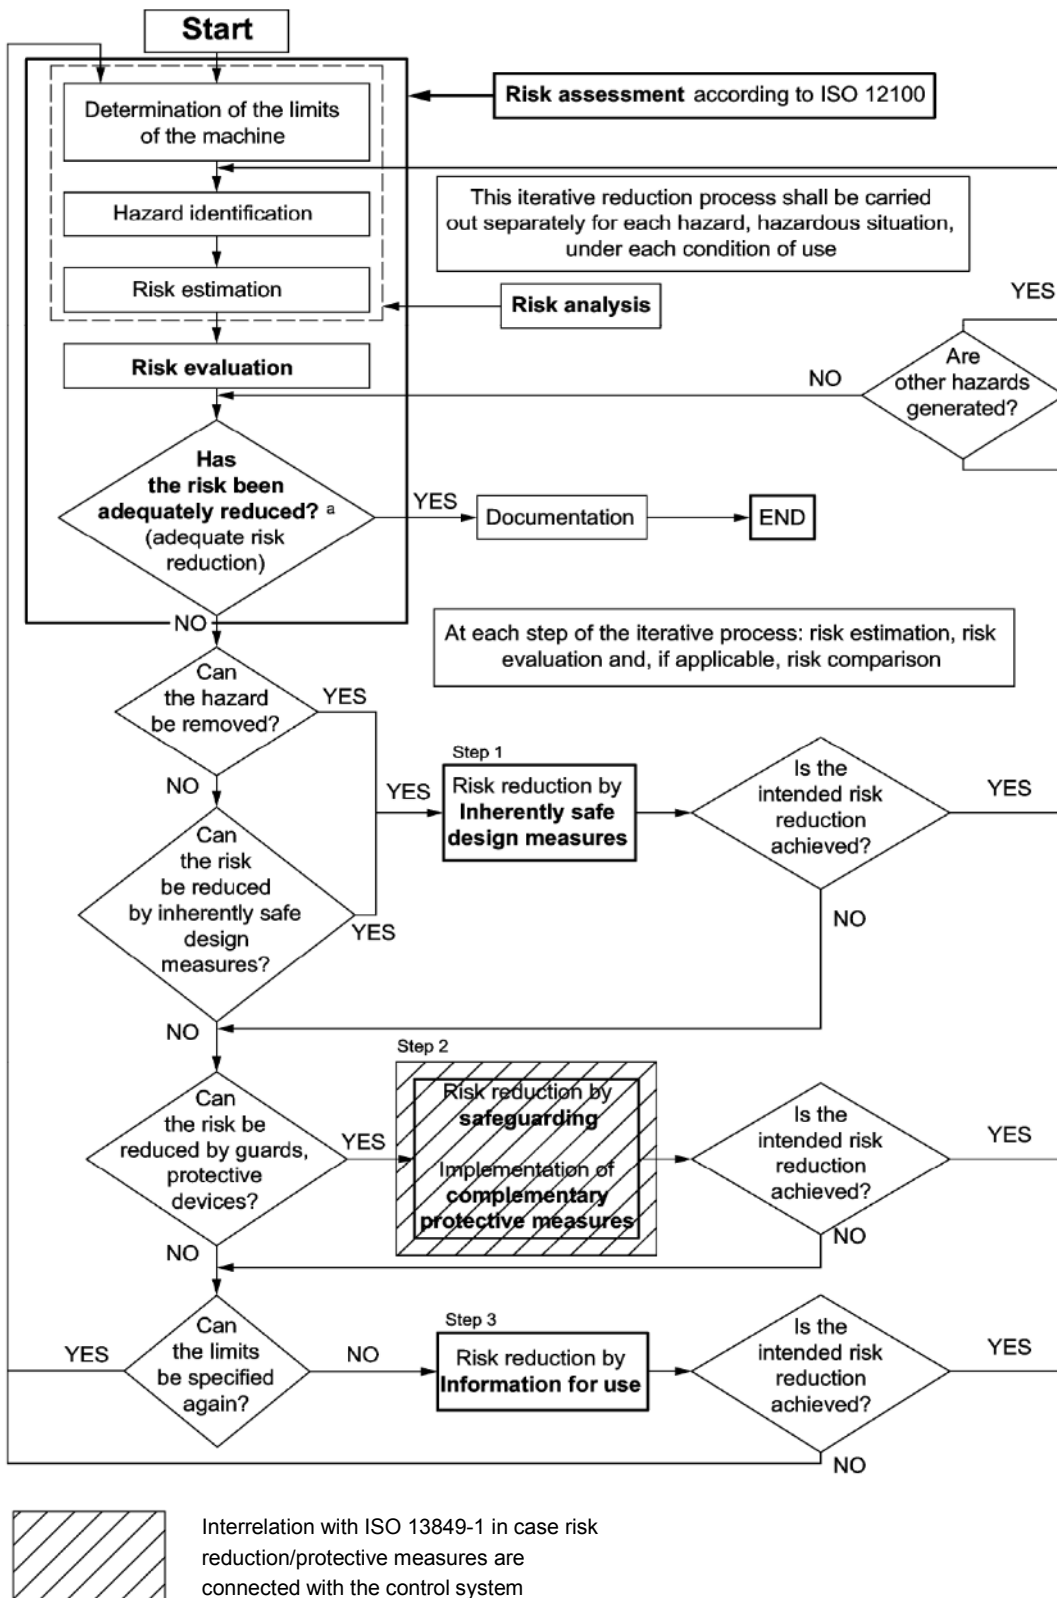 Start
Risk assessment according to ISO 12100
Determination of the limits
of the machine
Hazard identification
This iterative reduction process shall be carried
out separately for each hazard, hazardous situation,
under each condition of use
Risk estimation
Risk analysis
YES
Risk evaluation
NO
Are
other hazards
generated?
Has
the risk been
adequately reduced? a
(adequate risk
reduction)
YES
Documentation
END
NO
At each step of the iterative process: risk estimation, risk
evaluation and, if applicable, risk comparison
Can
the hazard
be removed?
YES
NO
Step 1
YES
Risk reduction by
Inherently safe
design measures
Is the
intended risk
reduction
achieved?
YES
Can
the risk
be reduced
by inherently safe
design
measures?
YES
NO
NO
Step 2
Can
the risk be
reduced by guards,
protective
devices?
YES
Risk reduction by
safeguarding
Implementation of
complementary
protective measures
Is the
intended risk
reduction
achieved?
YES
NO
NO
Can
the limits
be specified
again?
YES
NO
Step 3
Risk reduction by
Information for use
Is the
intended risk
reduction
achieved?
YES
NO
Interrelation with ISO 13849-1 in case risk
reduction/protective measures are
connected with the control system